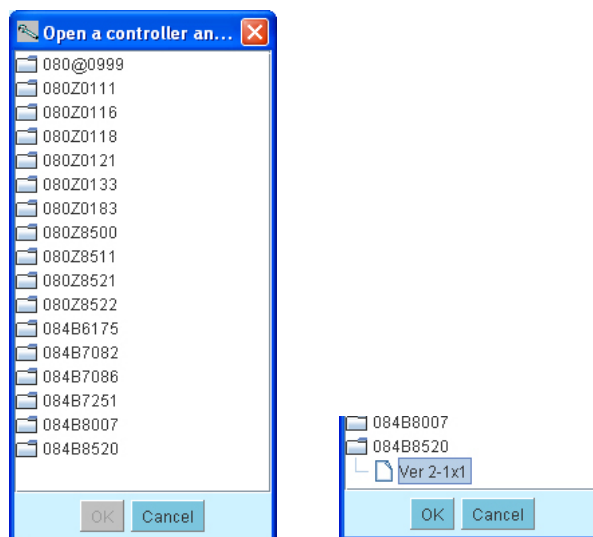 Open a controller an...
080@0999
080Z0111
080Z0116
080Z0118
080Z0121
080Z0133
080Z0183
080Z8500
080Z8511
080Z8521
080Z8522
084B6175
084B7082
084B7086
084B7251
084B8007
084B8520
OK Cancel
084B8007
084B8520
Ver 2-1x1
OK Cancel